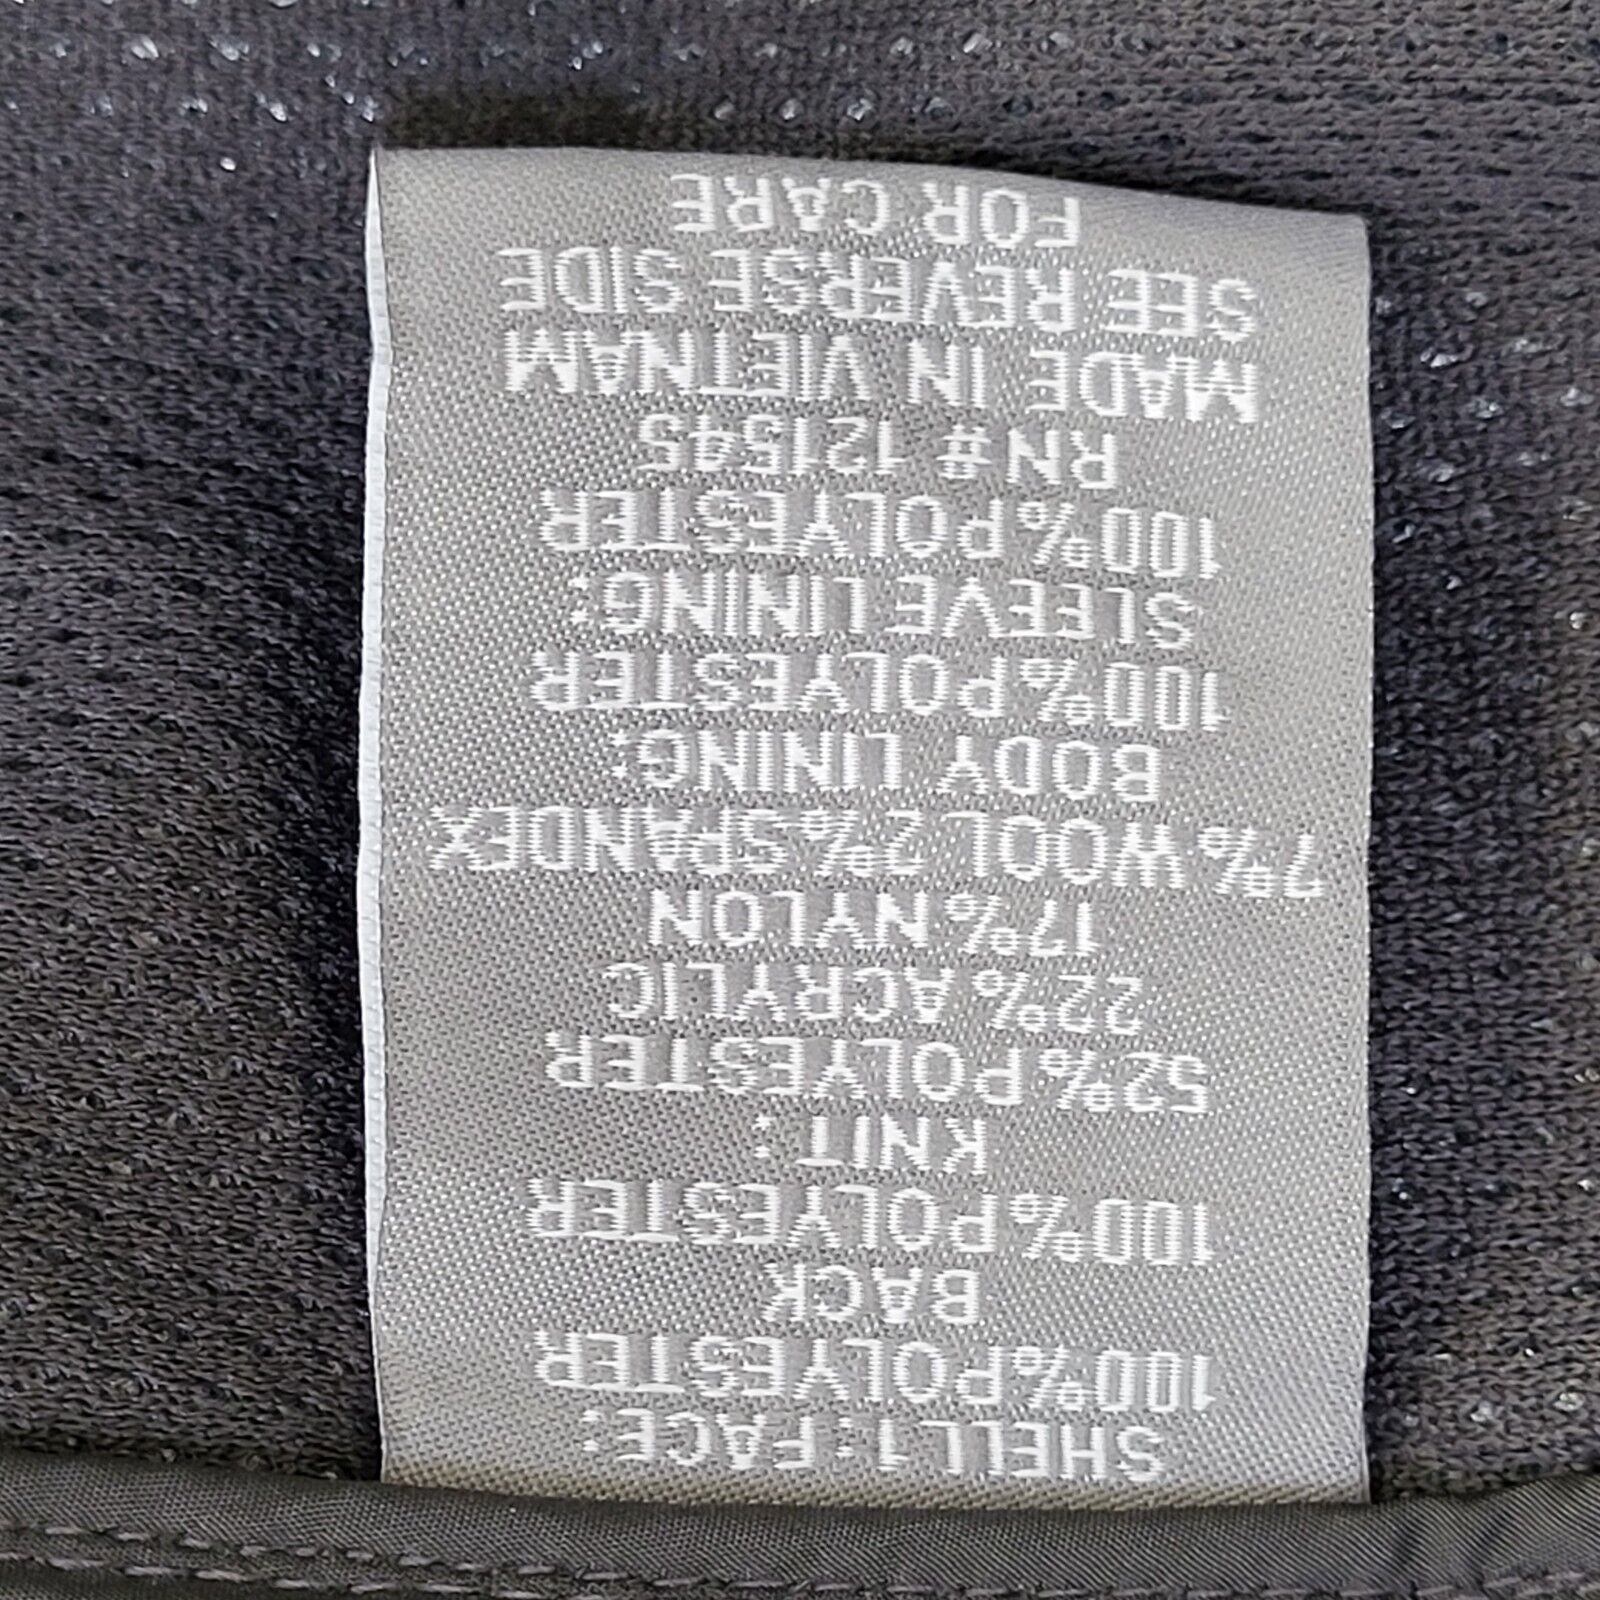 SHELL 1: FACE:
100% POLYESTER
BACK
100% POLYESTER
KNIT :
52% POLYESTER
22% ACRYLIC
17% NYLON
7% WOOL 2% SPANDEX
BODY LINING:
100% POLYESTER
SLEEVE LINING:
100% POLYESTER
RN # 121545
MADE IN VIETNAM
SEE REVERSE SIDE
FOR CARE